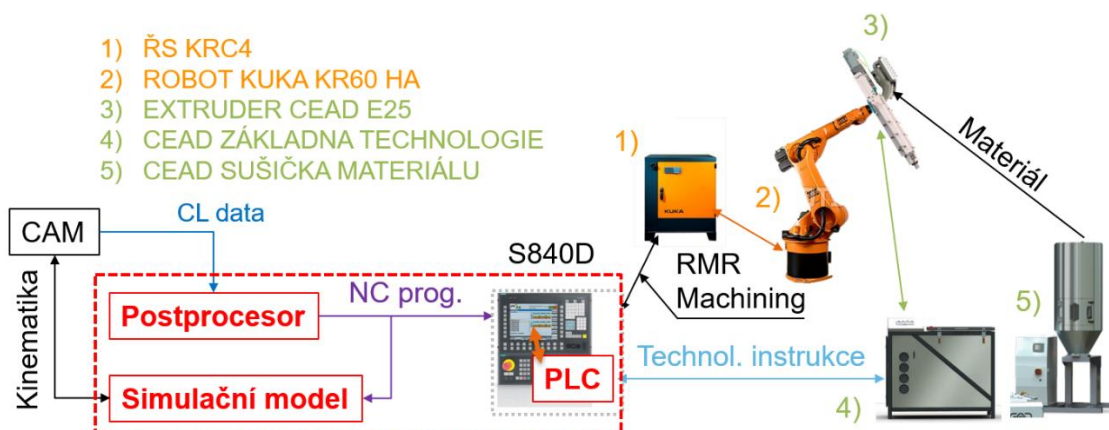 1) ŘS KRC4
2) ROBOT KUKA KR60 HA
3) EXTRUDER CEAD E25
4) CEAD ZÁKLADNA TECHNOLOGIE
5) CEAD SUŠIČKA MATERIÁLU
3)
1)
2)
Materiál
CL data
CAM
KUKA
S840D
RMR
Machining
Kinematika
NC prog.
Postprocesor
PLC
Simulační model
Technol. instrukce
5)
4)